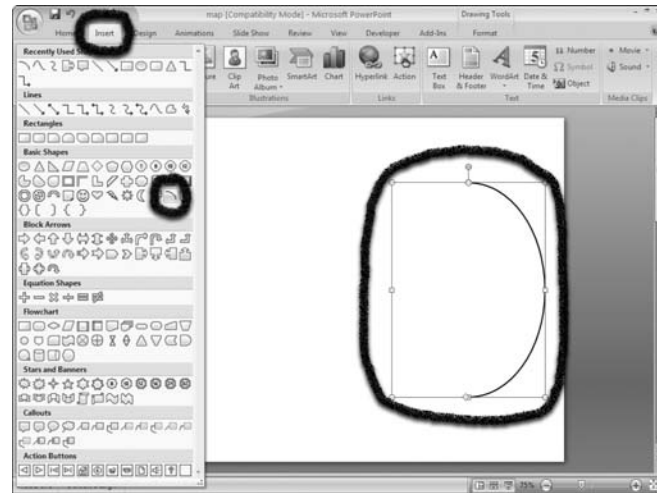 map [Compatibility Mode] - Microsoft PowerPoint
Drawing Tools
Home
Insert
Design
Animations
Slide Show
Review
View
Developer
Add-Ins
Format
Recently Used
Lines
Rectangles
Basic Shapes
Block Arrows
Equation Shapes
Flowchart
Stars and Banners
Callouts
Action Buttons
Clip Art
Photo Album
SmartArt
Chart
Illustrations
Hyperlink
Action
Links
Text Box
Header & Footer
WordArt
Date & Time
Number
Symbol
Object
Text
Movie
Sound
Media Clips
75%